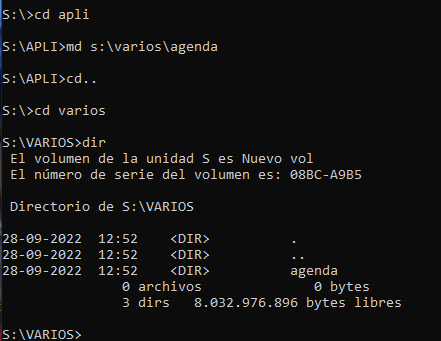 S:\>cd apli
S:\APLI>md s:\varios\agenda
S:\APLI>cd..
S:\>cd varios
S:\VARIOS>dir
 El volumen de la unidad S es Nuevo vol
 El número de serie del volumen es: 08BC-A9B5
 Directorio de S:\VARIOS
28-09-2022  12:52    <DIR>          .
28-09-2022  12:52    <DIR>          ..
28-09-2022  12:52    <DIR>          agenda
               0 archivos              0 bytes
               3 dirs   8.032.976.896 bytes libres
S:\VARIOS>